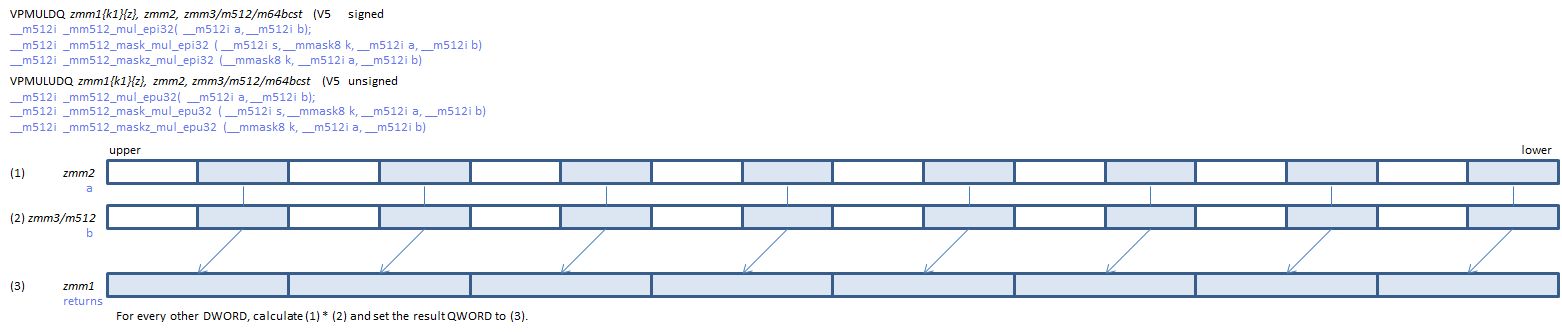 VPMULDQ zmm1{k1}{z}, zmm2, zmm3/m512/m64bcst (V5 signed
__m512i _mm512_mul_epi32( __m512i a, __m512i b);
__m512i _mm512_mask_mul_epi32 ( __m512i s, __mmask8 k, __m512i a, __m512i b)
__m512i _mm512_maskz_mul_epi32 (__mmask8 k, __m512i a, __m512i b)
VPMULUDQ zmm1{k1}{z}, zmm2, zmm3/m512/m64bcst (V5 unsigned
__m512i _mm512_mul_epu32( __m512i a, __m512i b);
__m512i _mm512_mask_mul_epu32 ( __m512i s, __mmask8 k, __m512i a, __m512i b)
__m512i _mm512_maskz_mul_epu32 (__mmask8 k, __m512i a, __m512i b)
upper lower
(1) zmm2
a
(2) zmm3/m512
b
(3) zmm1
returns
For every other DWORD, calculate (1) * (2) and set the result QWORD to (3).